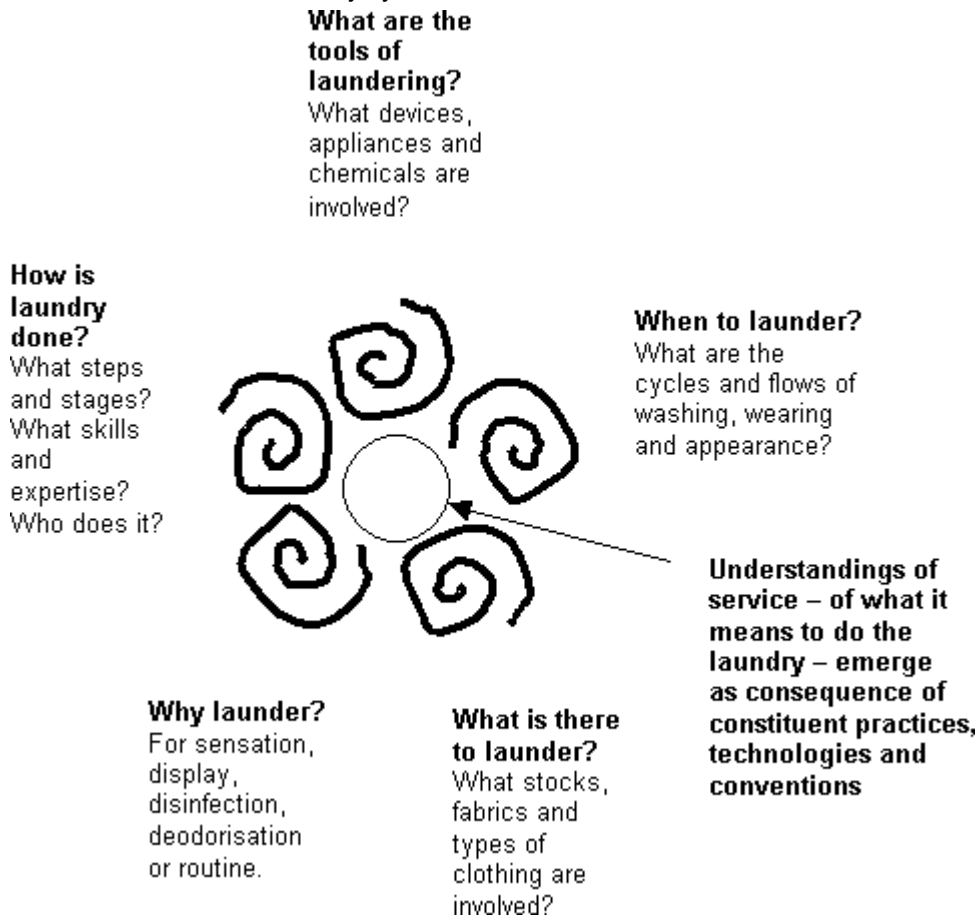 What are the
tools of
laundering?
What devices,
appliances and
chemicals are
involved?
How is
laundry
done?
What steps
and stages?
What skills
and
expertise?
Who does it?
When to launder?
What are the
cycles and flows of
washing, wearing
and appearance?
Understandings of
service – of what it
means to do the
laundry – emerge
as consequence of
constituent practices,
technologies and
conventions
Why launder?
For sensation,
display,
disinfection,
deodorisation
or routine.
What is there
to launder?
What stocks,
fabrics and
types of
clothing are
involved?